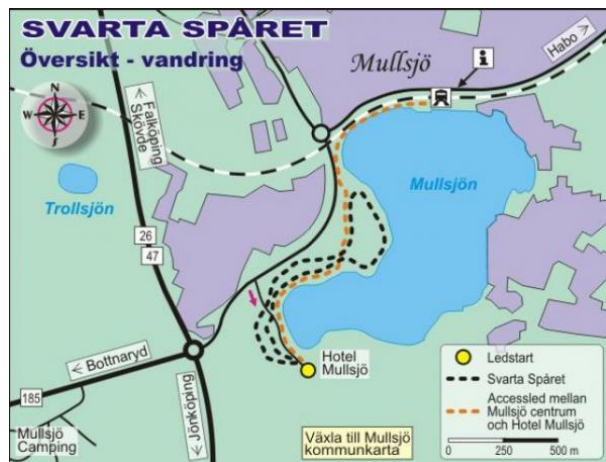 SVARTA SPÅRET
Översikt - vandring
N
W E
S
Mullsjö
i
Habo >
< Falköping
Skövde
Trollsjön
Mullsjön
26
47
< Bottnaryd
185
Mullsjö
Camping
< Jönköping
Hotel
Mullsjö
Växla till Mullsjö
kommunkarta
Ledstart
Svarta Spåret
Accessled mellan
Mullsjö centrum
och Hotel Mullsjö
0 250 500 m